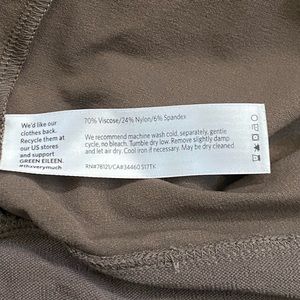 We'd like our
clothes back.
Recycle them at
our US stores
and support
GREEN EILEEN.
70% Viscose/24% Nylon/6% Spandex
We recommend machine wash cold, separately, gentle
cycle, no bleach. Tumble dry low. Remove slightly damp
and let air dry. Cool iron if necessary. May be dry cleaned
RN#78121/CA#34460 S17TK